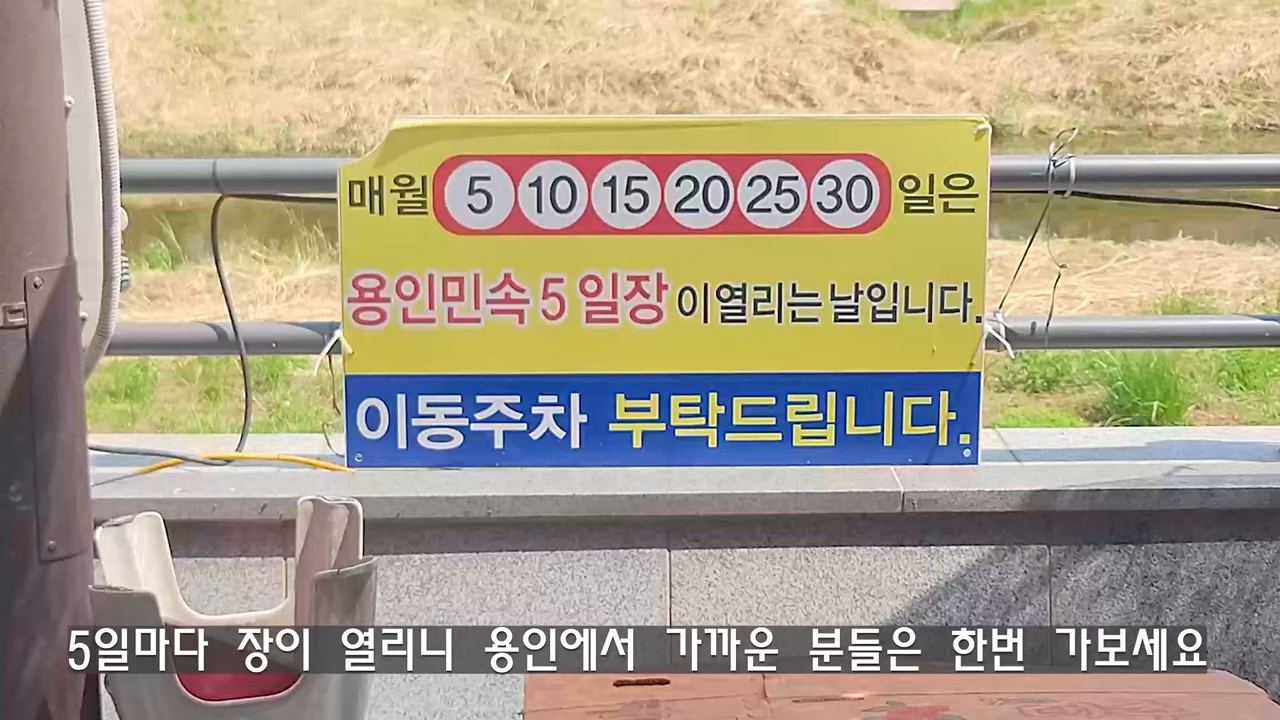 매월 5 10 15 20 25 30 일은
용인민속 5 일장 이열리는 날입니다.
이동주차 부탁드립니다.
5일마다 장이 열리니 용인에서 가까운 분들은 한번 가보세요